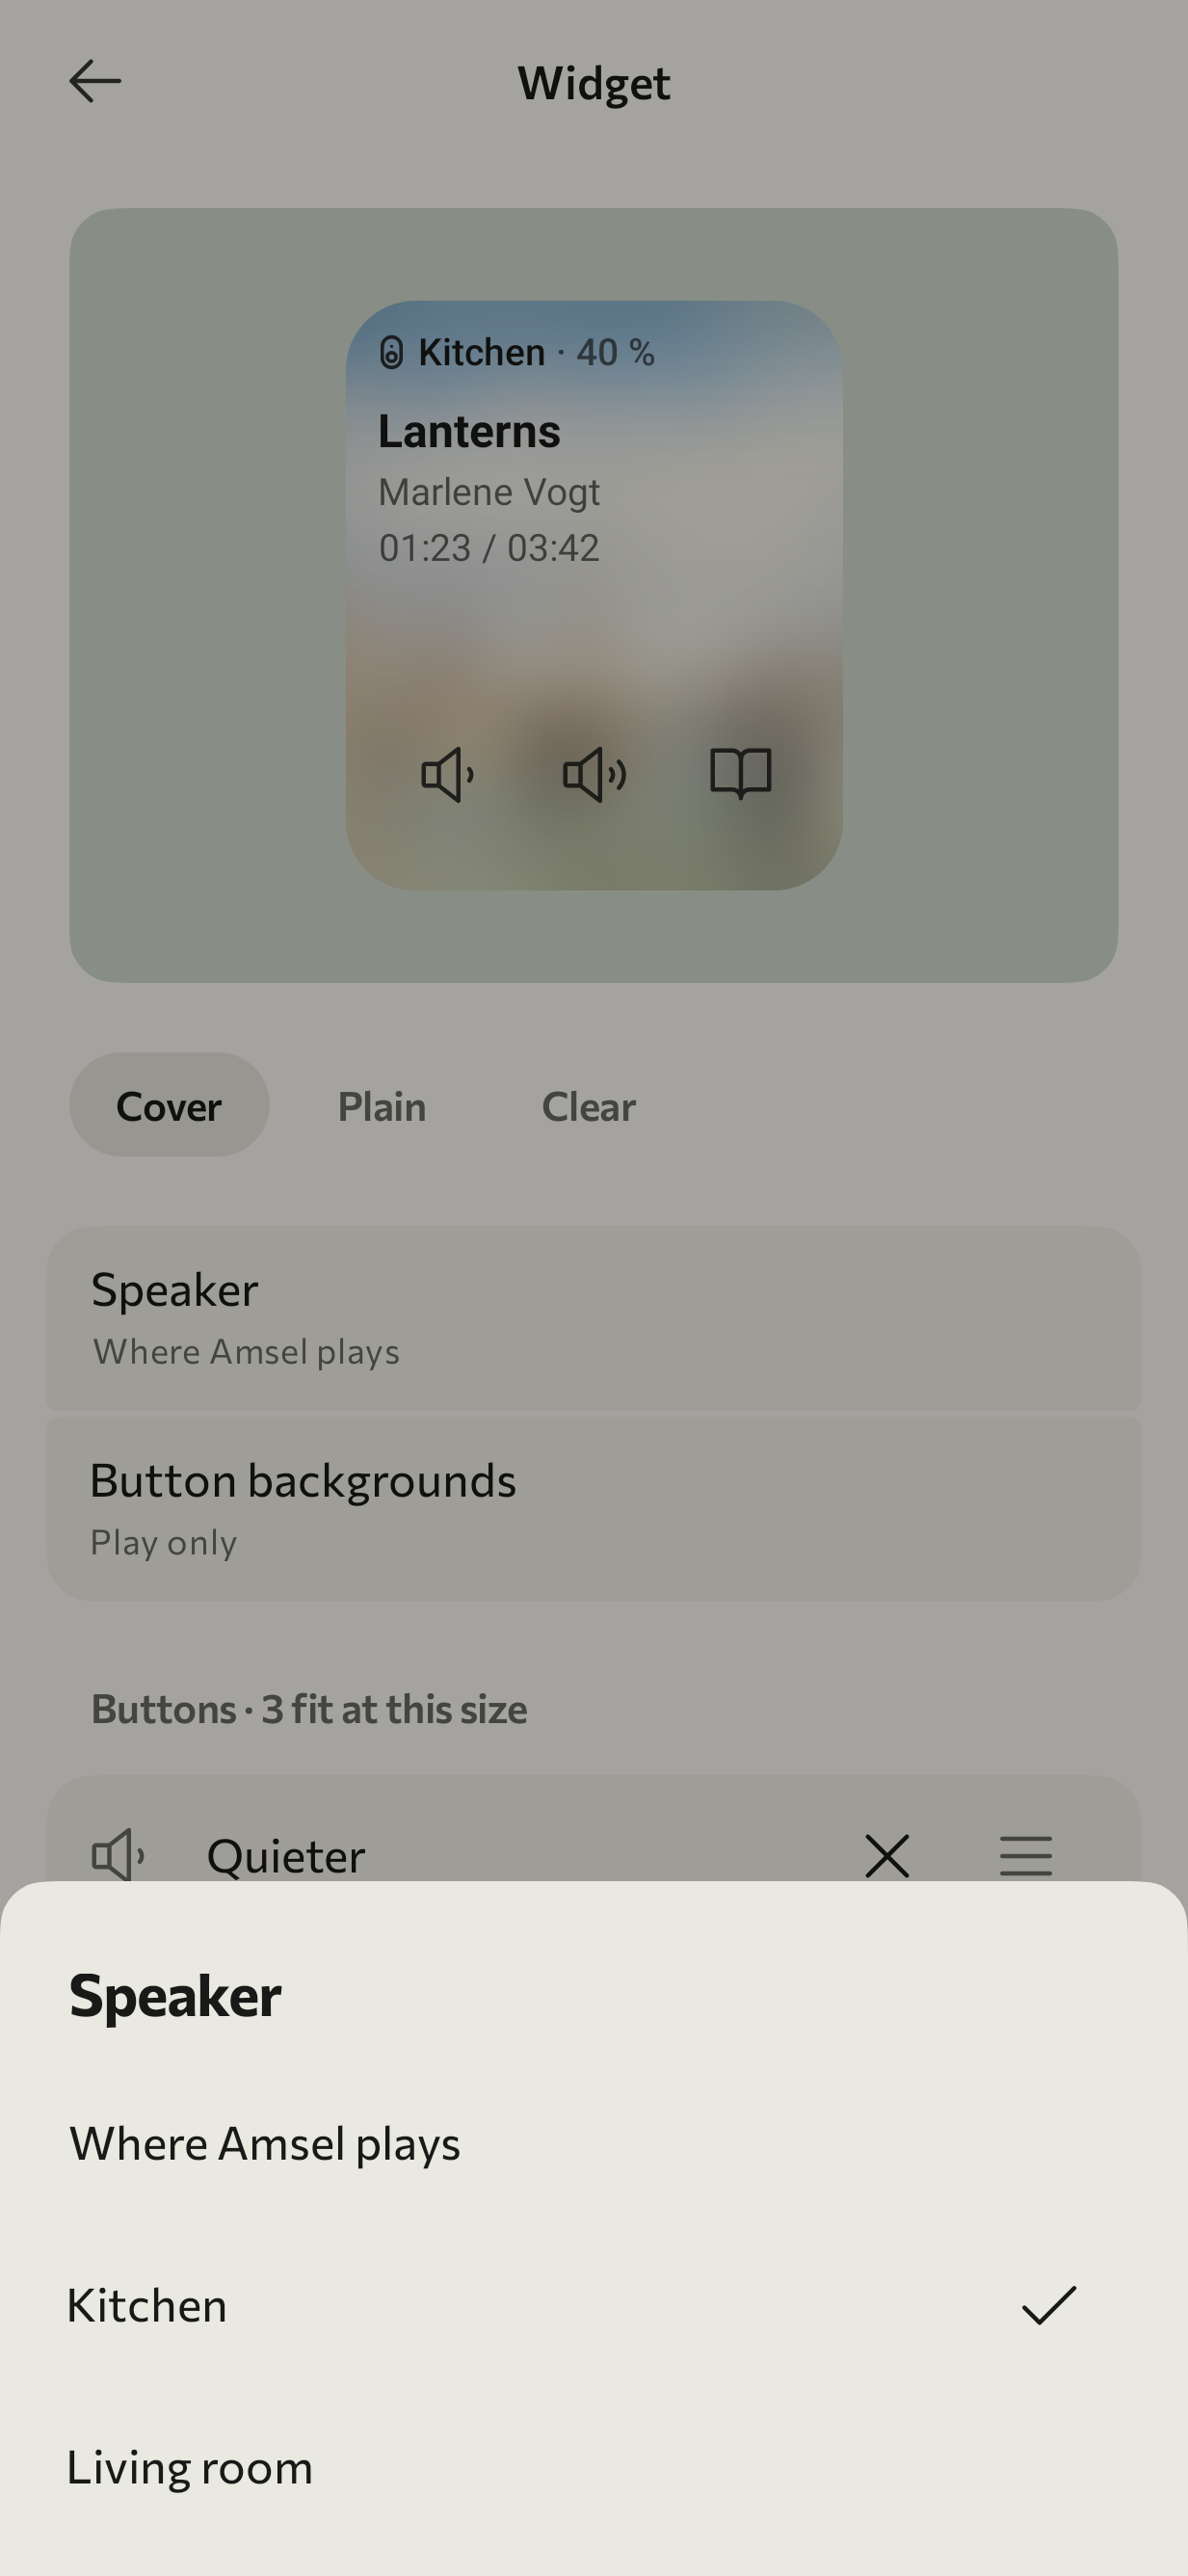 Widget
Kitchen · 40 %
Lanterns
Marlene Vogt
01:23 / 03:42
Cover
Plain
Clear
Speaker
Where Amsel plays
Button backgrounds
Play only
Buttons · 3 fit at this size
Quieter
Speaker
Where Amsel plays
Kitchen
Living room